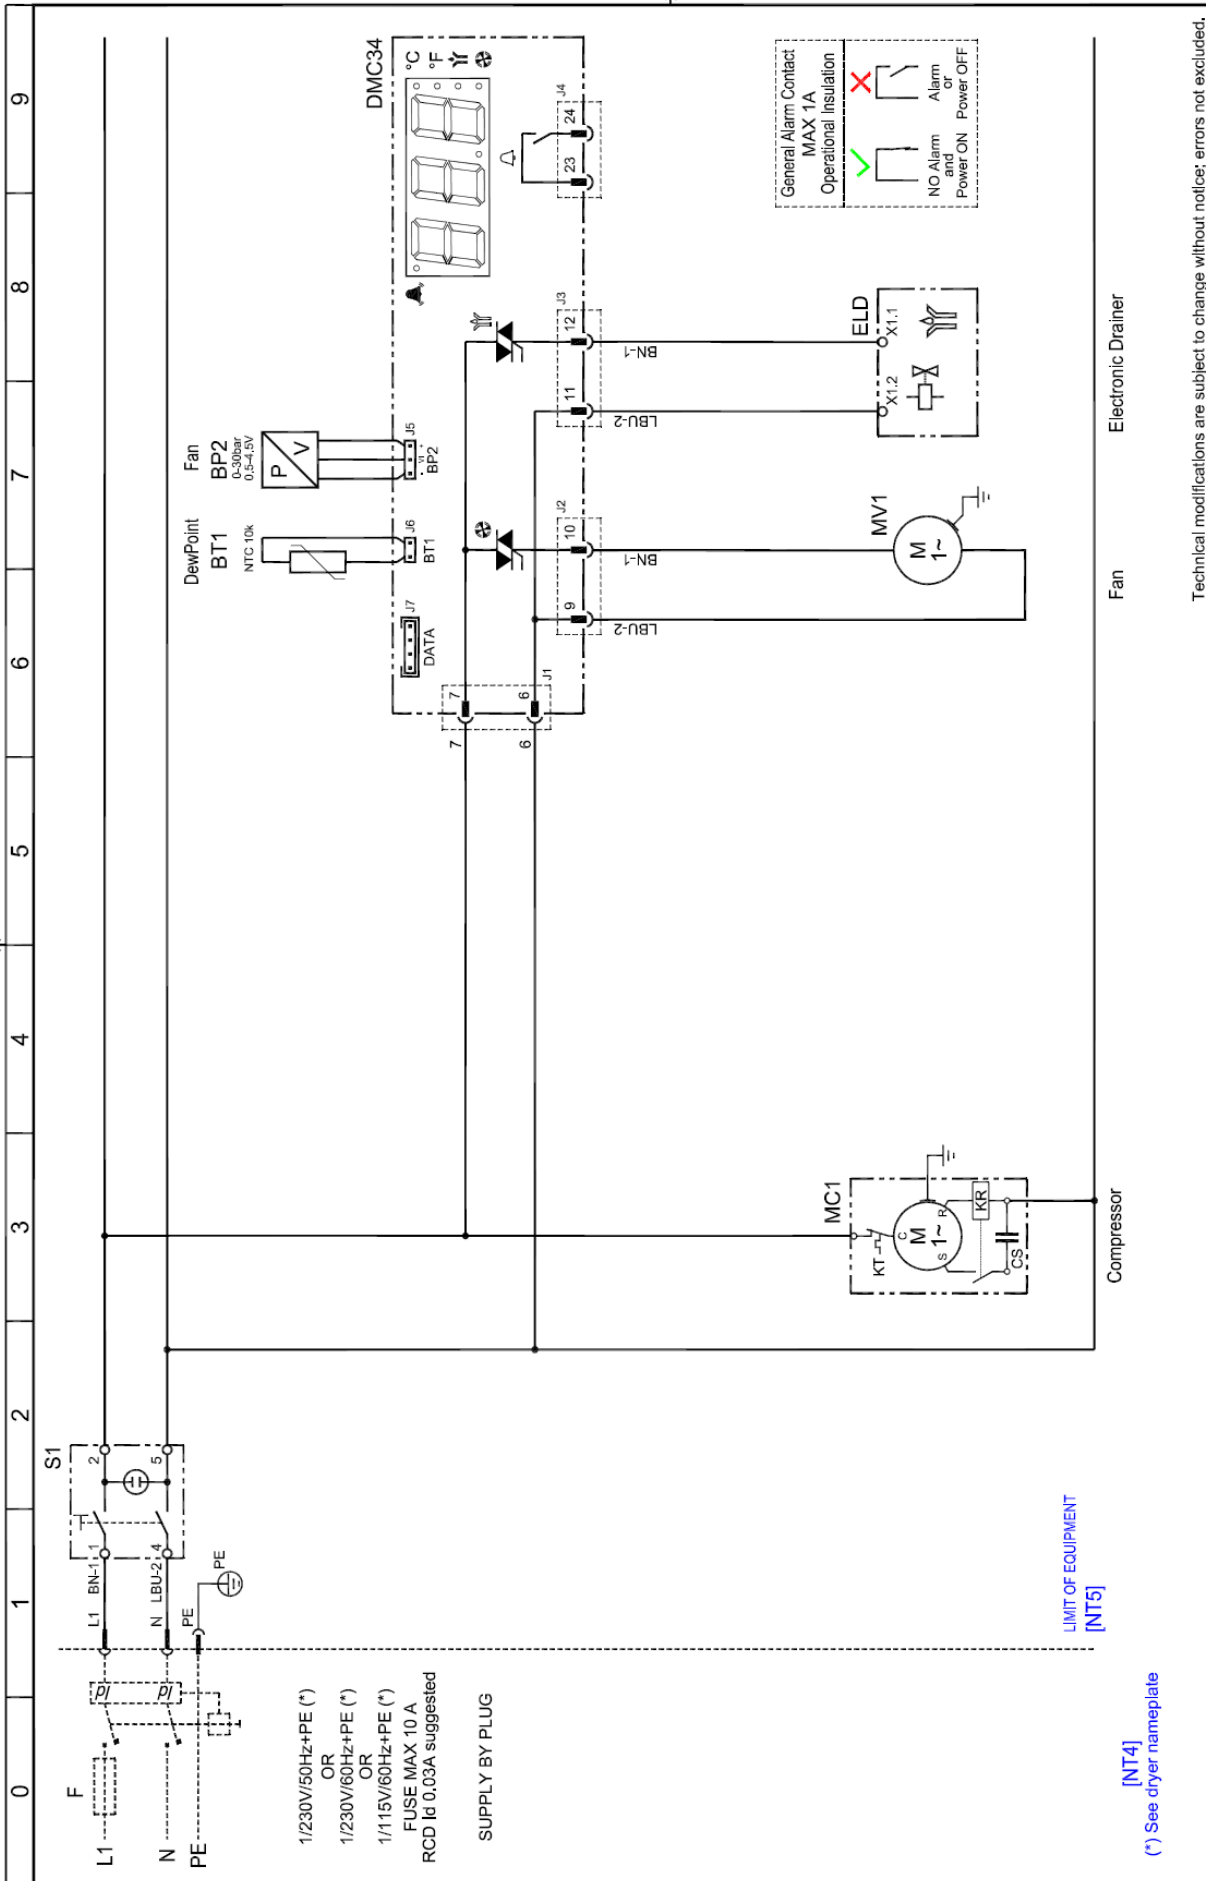 0
1
2
3
4
5
6
7
8
9
F
L1
N
PE
Id
Id
L1
N
PE
BN-1
LBU-2
PE
S1
1
2
4
5
1/230V/50Hz+PE (*)
OR
1/230V/60Hz+PE (*)
OR
1/115V/60Hz+PE (*)
FUSE MAX 10 A
RCD Id 0.03A suggested
SUPPLY BY PLUG
LIMIT OF EQUIPMENT
[NT5]
[NT4]
(*) See dryer nameplate
MC1
KT
C
M
1~
S
R
KR
CS
Compressor
DewPoint
BT1
NTC 10k
Fan
BP2
0-30bar
0.5-4.5V
P
V
DMC34
J7
DATA
J6
BT1
J5
- VI +
BP2
°C
°F
7
7
6
6
J1
J2
9
10
LBU-2
BN-1
J3
11
12
LBU-2
BN-1
J4
23
24
MV1
M
1~
Fan
ELD
X1.2
X1.1
Electronic Drainer
General Alarm Contact
MAX 1A
Operational Insulation
NO Alarm
and
Power ON
Alarm
or
Power OFF
Technical modifications are subject to change without notice; errors not excluded.